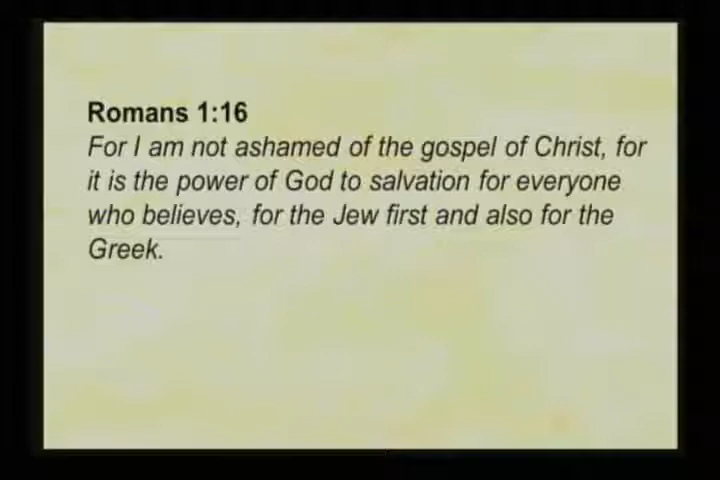 Romans 1:16
For I am not ashamed of the gospel of Christ, for
it is the power of God to salvation for everyone
who believes, for the Jew first and also for the
Greek.